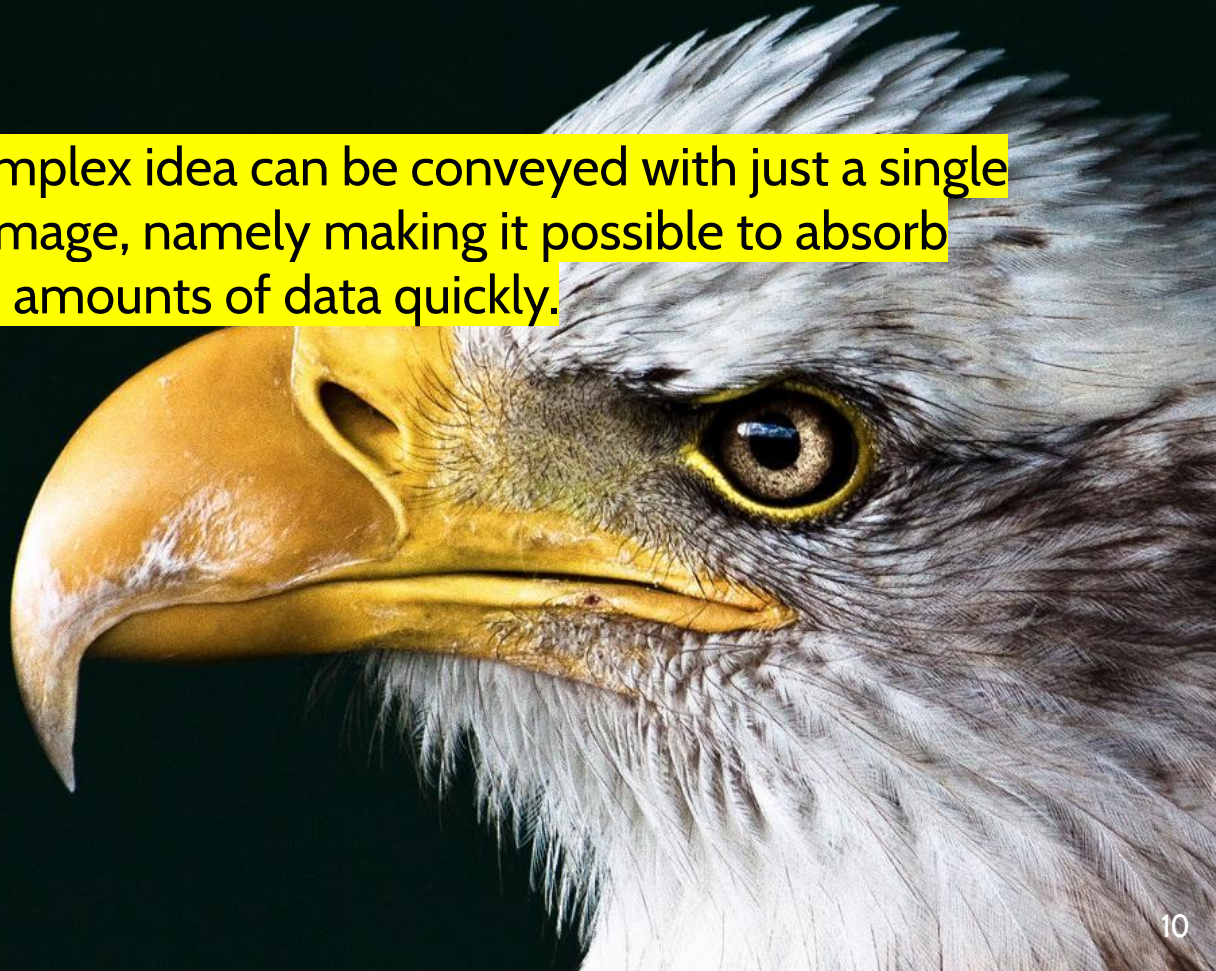 mplex idea can be conveyed with just a single
mage, namely making it possible to absorb
amounts of data quickly.
10